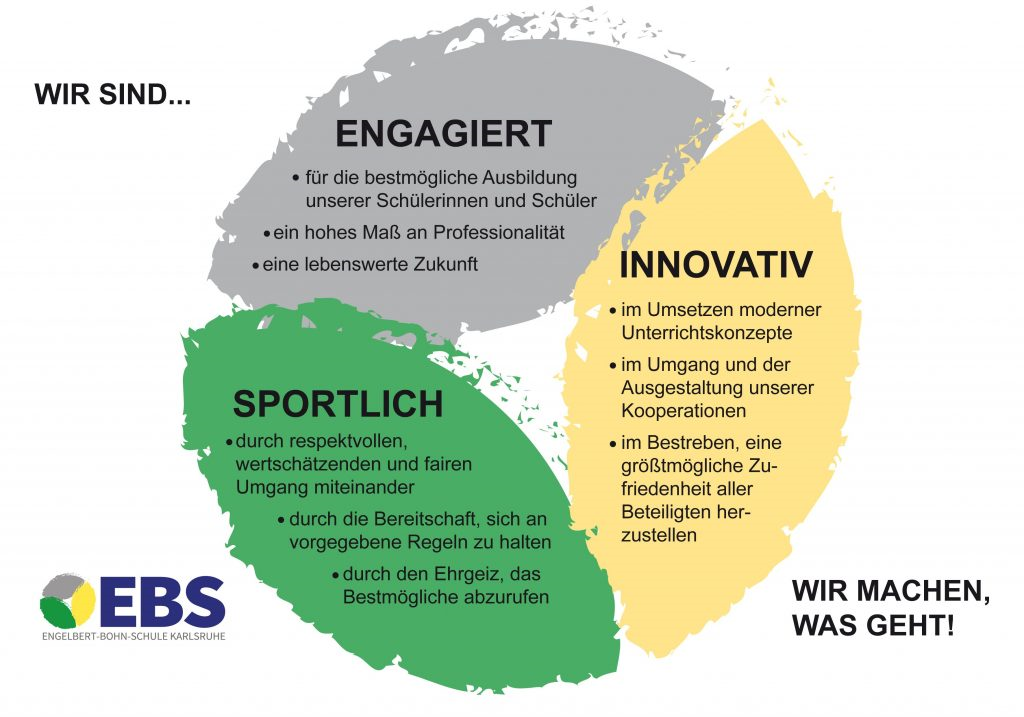 WIR SIND...
ENGAGIERT
• für die bestmögliche Ausbildung
unserer Schülerinnen und Schüler
• ein hohes Maß an Professionalität
• eine lebenswerte Zukunft
INNOVATIV
• im Umsetzen moderner
Unterrichtskonzepte
• im Umgang und der
Ausgestaltung unserer
Kooperationen
• im Bestreben, eine
größtmögliche Zu-
friedenheit aller
Beteiligten her-
zustellen
SPORTLICH
• durch respektvollen,
wertschätzenden und fairen
Umgang miteinander
• durch die Bereitschaft, sich an
vorgegebene Regeln zu halten
• durch den Ehrgeiz, das
Bestmögliche abzurufen
EBS
ENGELBERT-BOHN-SCHULE KARLSRUHE
WIR MACHEN,
WAS GEHT!